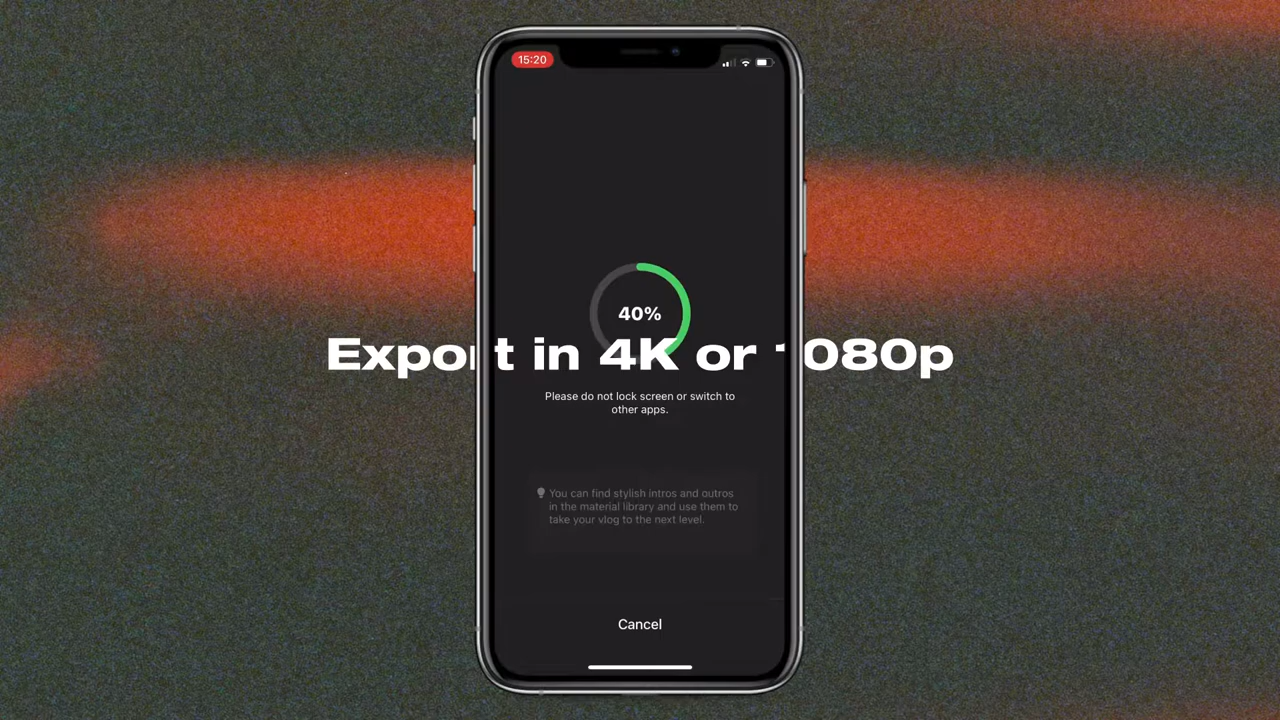 15:20
40%
Export in 4K or 1080p
Please do not lock screen or switch to
other apps.
You can find stylish intros and outros
in the material library and use them to
take your vlog to the next level.
Cancel